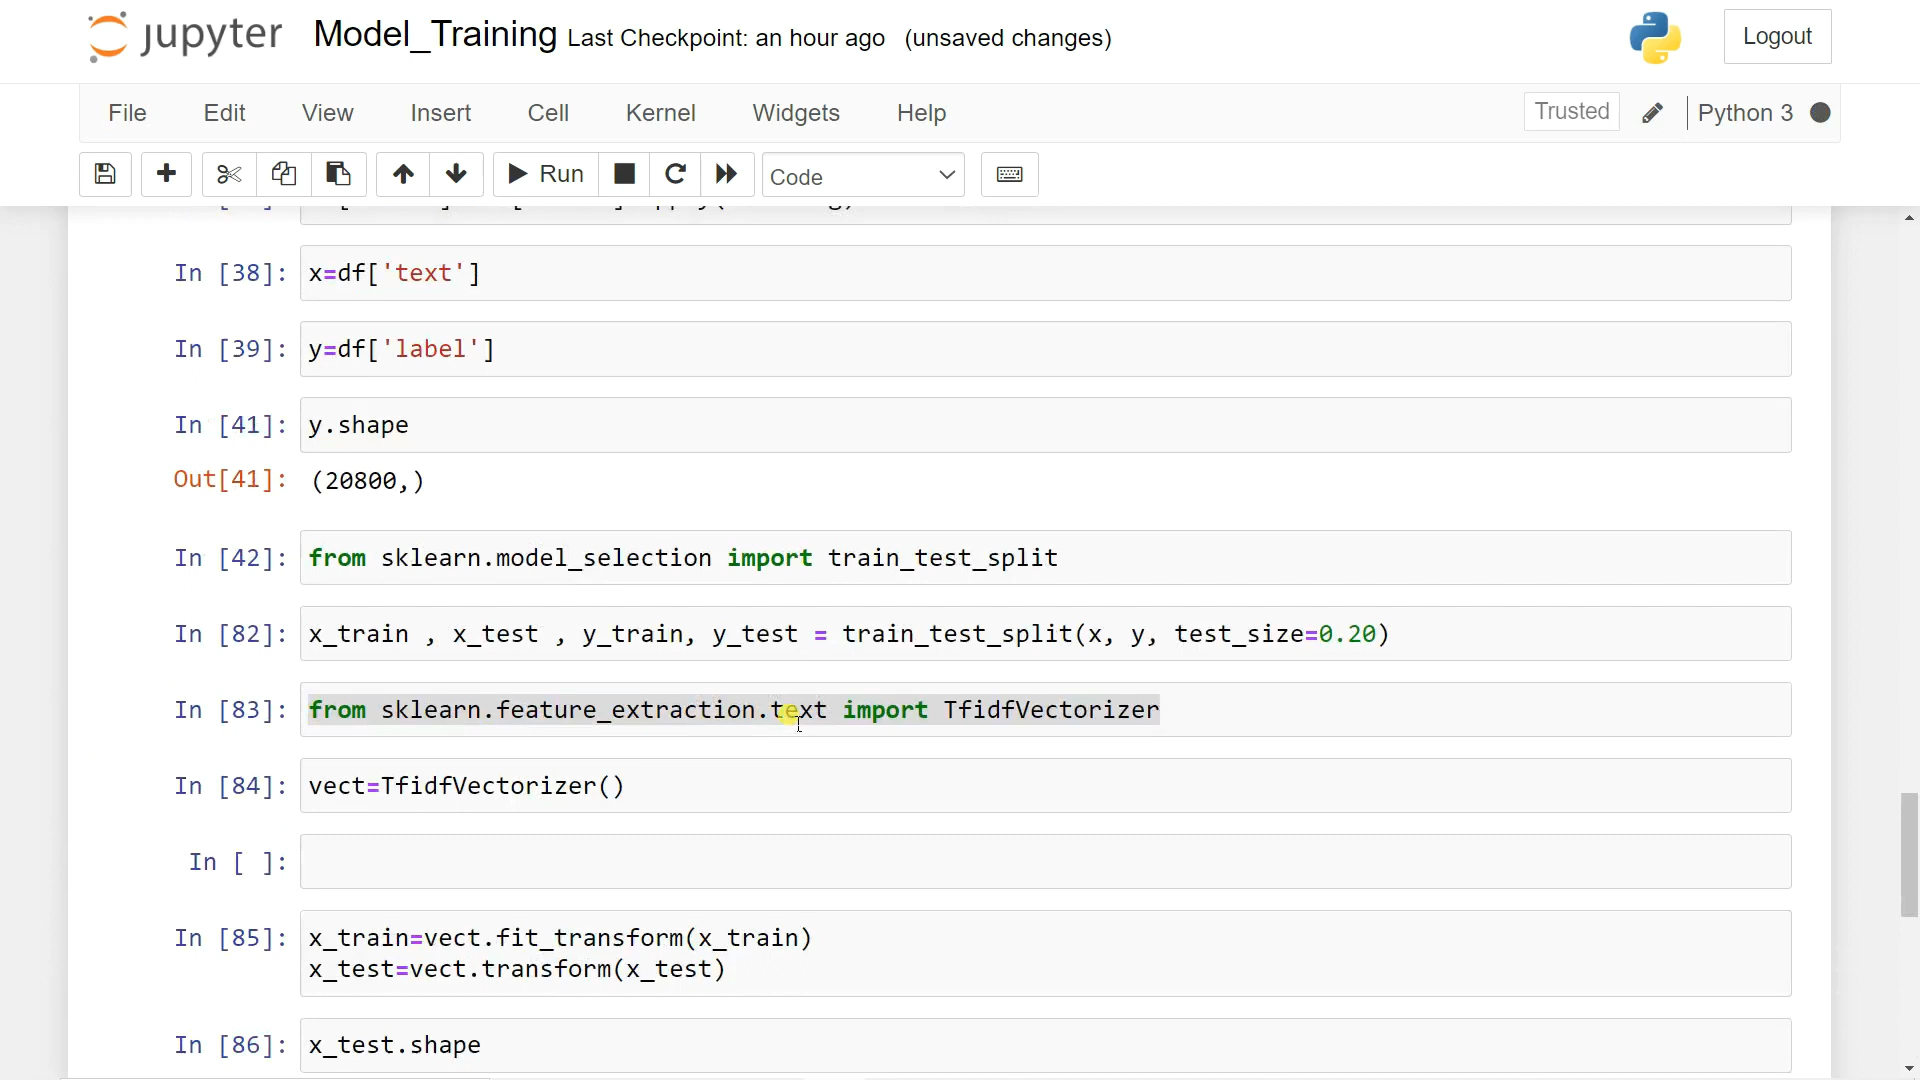 jupyter Model_Training Last Checkpoint: an hour ago (unsaved changes) Logout
File Edit View Insert Cell Kernel Widgets Help Trusted Python 3
Run Code
In [38]: x=df['text']
In [39]: y=df['label']
In [41]: y.shape
Out[41]: (20800,)
In [42]: from sklearn.model_selection import train_test_split
In [82]: x_train , x_test , y_train, y_test = train_test_split(x, y, test_size=0.20)
In [83]: from sklearn.feature_extraction.text import TfidfVectorizer
In [84]: vect=TfidfVectorizer()
In [ ]:
In [85]: x_train=vect.fit_transform(x_train)
x_test=vect.transform(x_test)
In [86]: x_test.shape